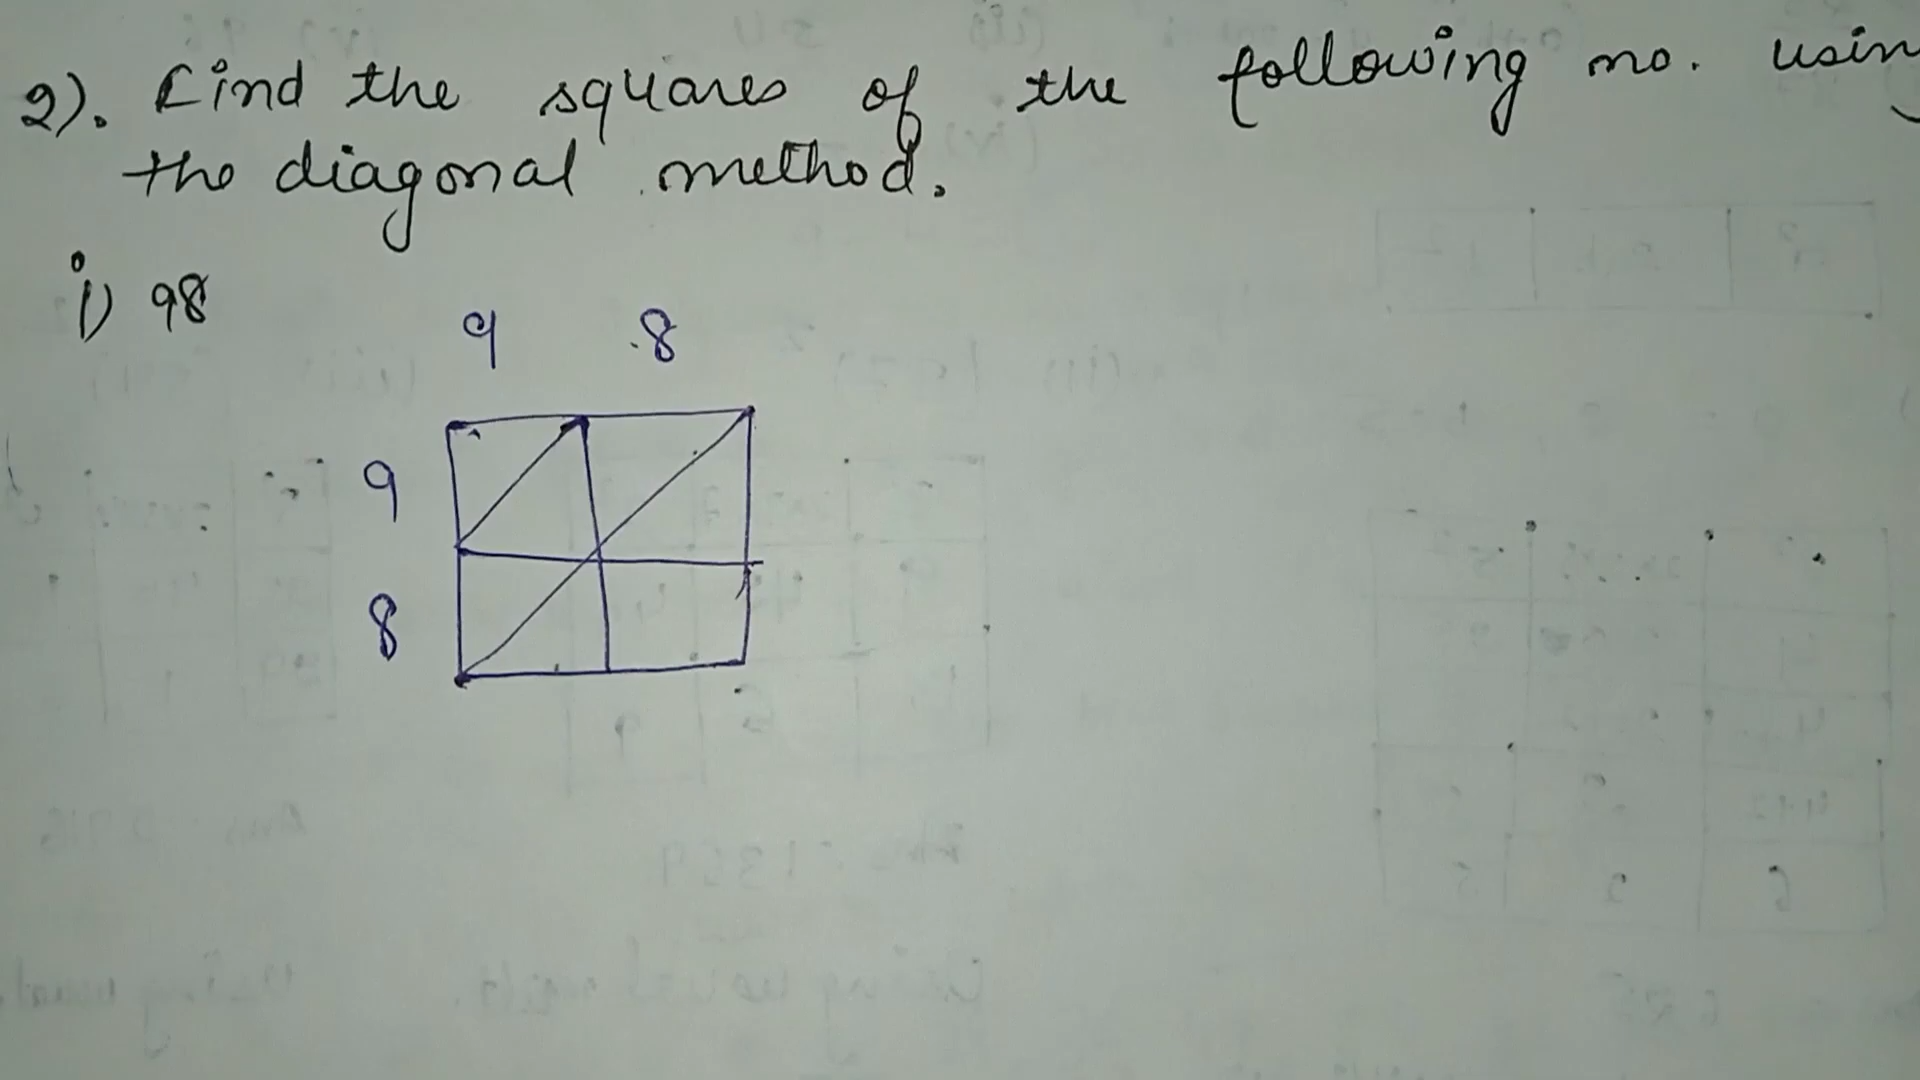 2). Find the squares of the following no. usin
the diagonal method.
i) 98
9 8
9
8